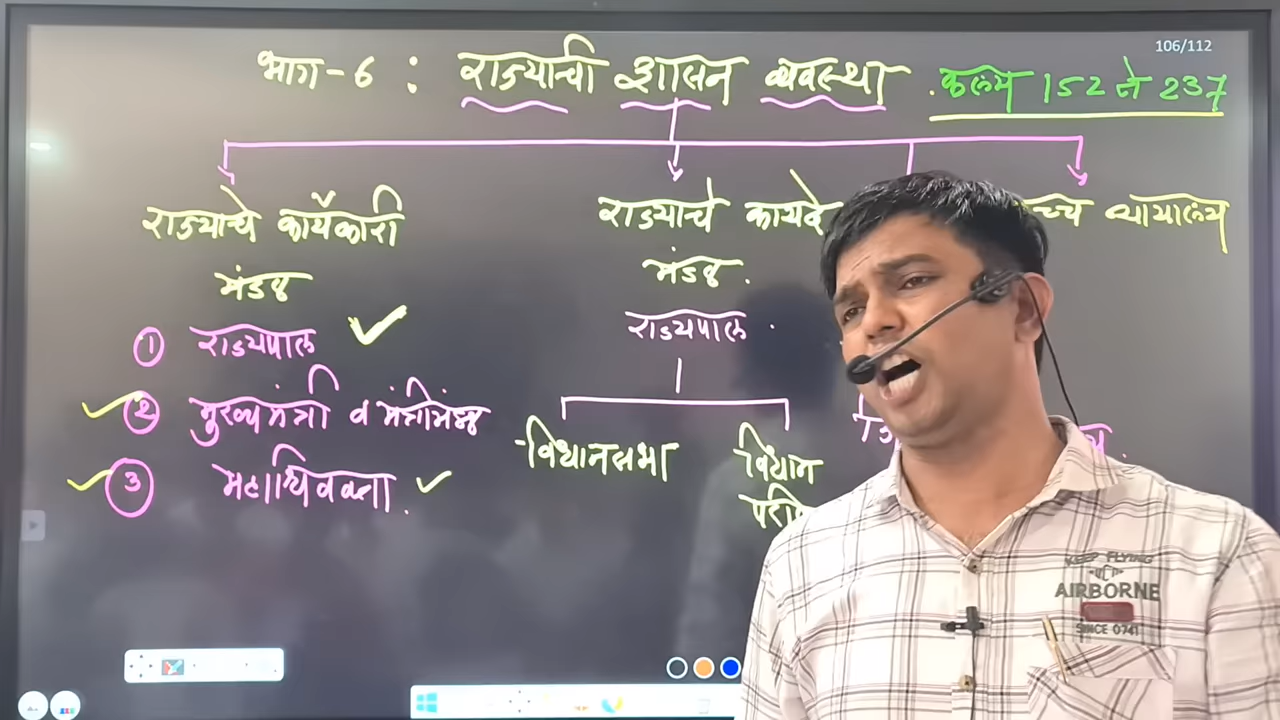 106/112
भाग-6 : राज्याची शासन व्यवस्था
कलम 152 ते 237
राज्याचे कार्यकारी
मंडळ
① राज्यपाल
② मुख्यमंत्री व मंत्रीमंडळ
③ महाधिवक्ता.
राज्याचे कायदे
मंडळ.
राज्यपाल
विधानसभा
विधान
परि
च्च न्यायालय
KEEP FLYING
AIRBORNE
SINCE 0741